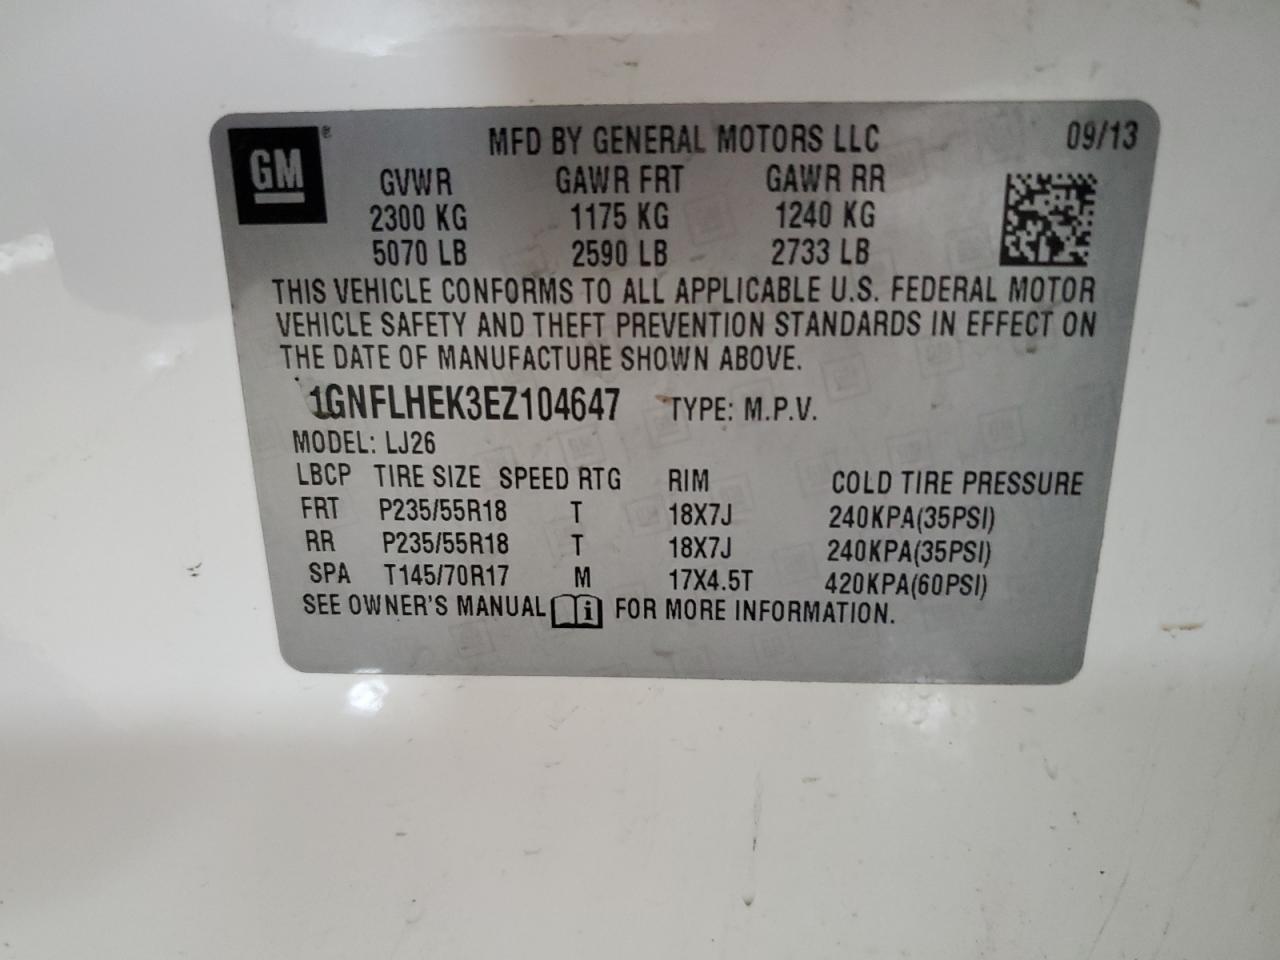 GM ® MFD BY GENERAL MOTORS LLC 09/13
GVWR GAWR FRT GAWR RR
2300 KG 1175 KG 1240 KG
5070 LB 2590 LB 2733 LB
THIS VEHICLE CONFORMS TO ALL APPLICABLE U.S. FEDERAL MOTOR
VEHICLE SAFETY AND THEFT PREVENTION STANDARDS IN EFFECT ON
THE DATE OF MANUFACTURE SHOWN ABOVE.
1GNFLHEK3EZ104647 TYPE: M.P.V.
MODEL: LJ26
LBCP TIRE SIZE SPEED RTG RIM COLD TIRE PRESSURE
FRT P235/55R18 T 18X7J 240KPA(35PSI)
RR P235/55R18 T 18X7J 240KPA(35PSI)
SPA T145/70R17 M 17X4.5T 420KPA(60PSI)
SEE OWNER'S MANUAL i FOR MORE INFORMATION.